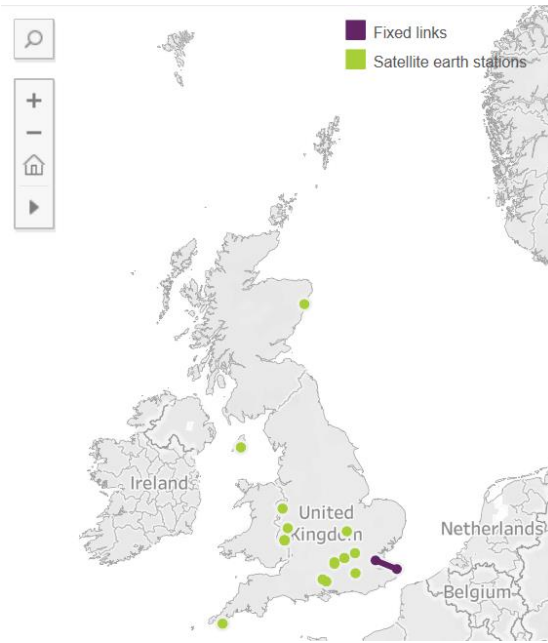 Fixed links
Satellite earth stations
Ireland
United
Kingdom
Netherlands
Belgium